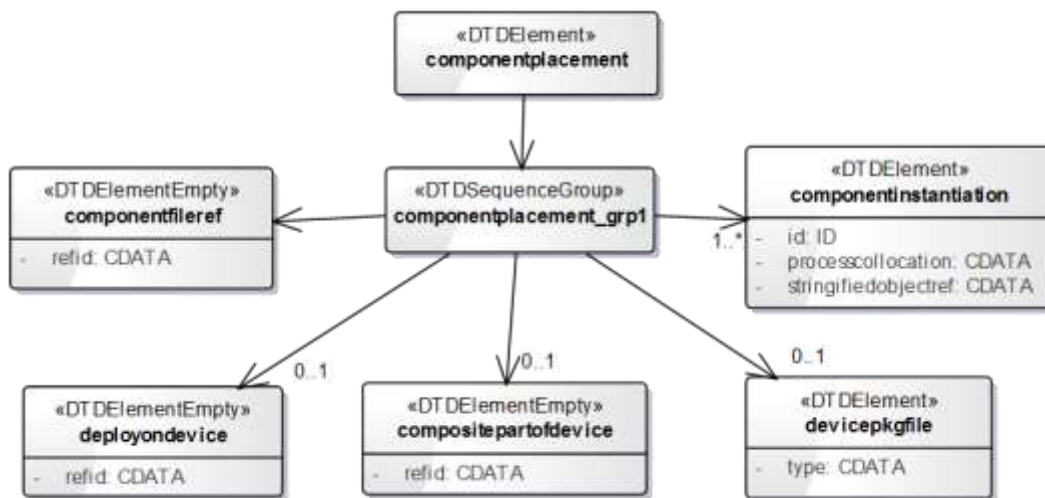 «DTDElement»
componentplacement
«DTDElementEmpty»
componentfileref
- refid: CDATA
«DTDSequenceGroup»
componentplacement_grp1
«DTDElement»
componentinstantiation
1..*
- id: ID
- processcollocation: CDATA
- stringifiedobjectref: CDATA
0..1
0..1
0..1
«DTDElementEmpty»
deployondevice
- refid: CDATA
«DTDElementEmpty»
compositepartofdevice
- refid: CDATA
«DTDElement»
devicepkgfile
- type: CDATA